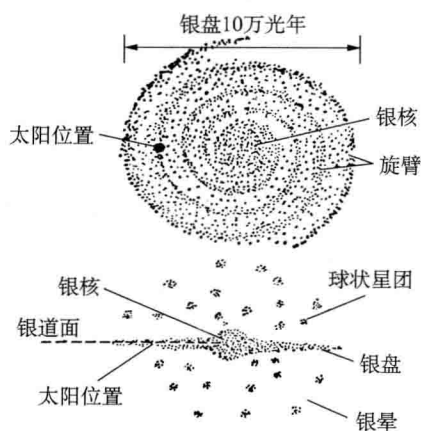 银盘10万光年
银核
太阳位置
旋臂
银核
球状星团
银道面
太阳位置
银盘
银晕